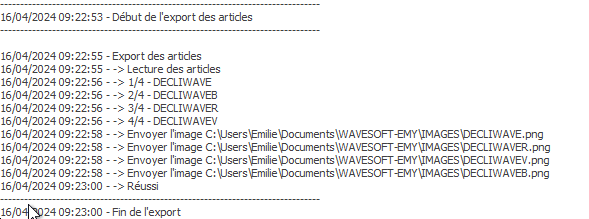 16/04/2024 09:22:53 - Début de l'export des articles
16/04/2024 09:22:55 - Export des articles
16/04/2024 09:22:55 - --> Lecture des articles
16/04/2024 09:22:56 - --> 1/4 - DECLIWAVE
16/04/2024 09:22:56 - --> 2/4 - DECLIWAVEB
16/04/2024 09:22:56 - --> 3/4 - DECLIWAVER
16/04/2024 09:22:56 - --> 4/4 - DECLIWAVEV
16/04/2024 09:22:58 - --> Envoyer l'image C:\Users\Emilie\Documents\WAVESOFT-EMY\IMAGES\DECLIWAVE.png
16/04/2024 09:22:58 - --> Envoyer l'image C:\Users\Emilie\Documents\WAVESOFT-EMY\IMAGES\DECLIWAVER.png
16/04/2024 09:22:58 - --> Envoyer l'image C:\Users\Emilie\Documents\WAVESOFT-EMY\IMAGES\DECLIWAVEV.png
16/04/2024 09:22:58 - --> Envoyer l'image C:\Users\Emilie\Documents\WAVESOFT-EMY\IMAGES\DECLIWAVEB.png
16/04/2024 09:23:00 - --> Réussi
16/04/2024 09:23:00 - Fin de l'export